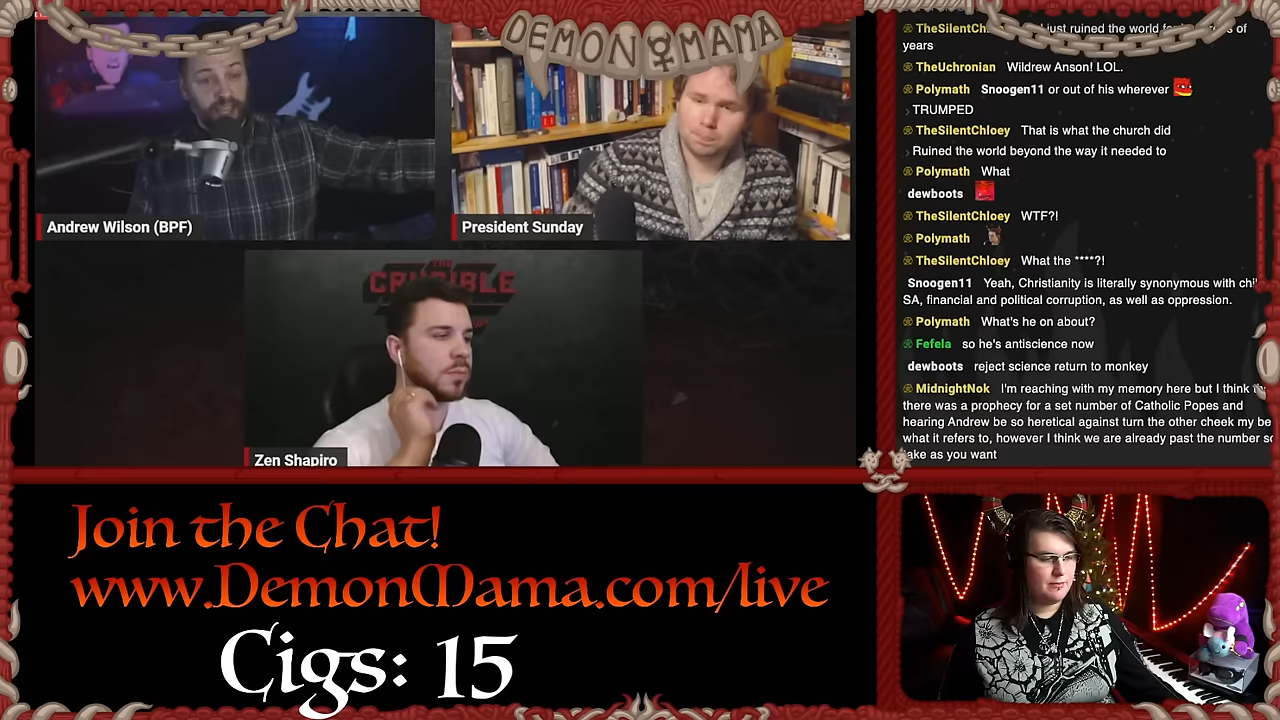 DEMON MAMA
Andrew Wilson (BPF)
President Sunday
THE
CRUCIBLE
Zen Shapiro
TheSilentCh just ruined the world of
years
TheUchronian Wildrew Anson! LOL.
Polymath Snoogen11 or out of his wherever
TRUMPED
TheSilentChloey That is what the church did
Ruined the world beyond the way it needed to
Polymath What
dewboots
TheSilentChloey WTF?!
Polymath
TheSilentChloey What the ****?!
Snoogen11 Yeah, Christianity is literally synonymous with
SA, financial and political corruption, as well as oppression.
Polymath What's he on about?
Fefela so he's antiscience now
dewboots reject science return to monkey
MidnightNok I'm reaching with my memory here but I think
there was a prophecy for a set number of Catholic Popes and
hearing Andrew be so heretical against turn the other cheek my be
what it refers to, however I think we are already past the number
as you want
Join the Chat!
www.DemonMama.com/live
Cigs: 15